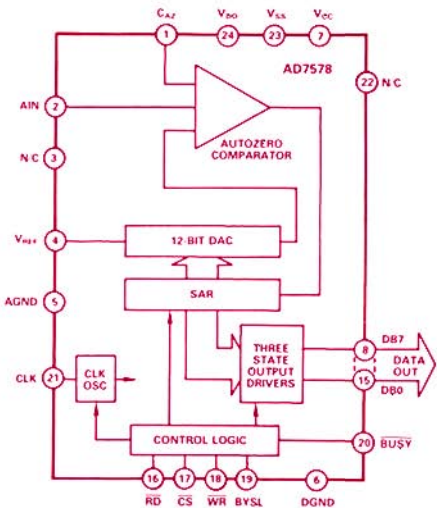 CAZ VDD VSS VCC
1 24 23 7
AD7578
22 N/C
AIN 2
AUTOZERO
COMPARATOR
N/C 3
VREF 4
12-BIT DAC
SAR
AGND 5
THREE
STATE
OUTPUT
DRIVERS
8 DB7
DATA
OUT
15 DB0
CLK 21
CLK
OSC
CONTROL LOGIC
20 BUSY
16 17 18 19 6
RD CS WR BYSL DGND